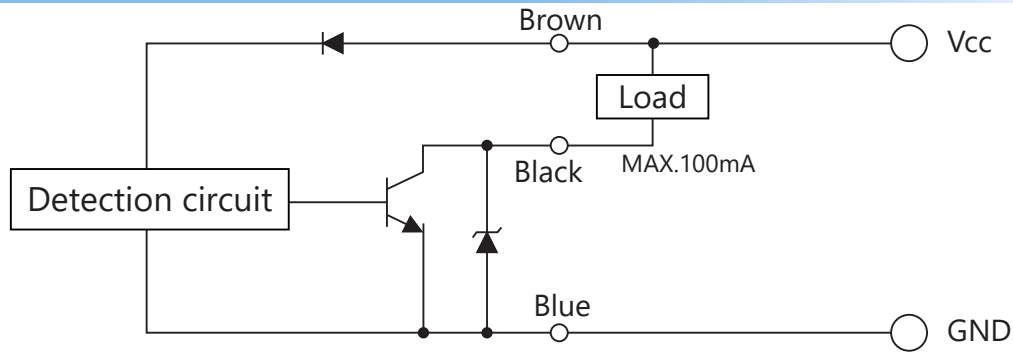 Brown
Vcc
Load
Black
MAX.100mA
Detection circuit
Blue
GND